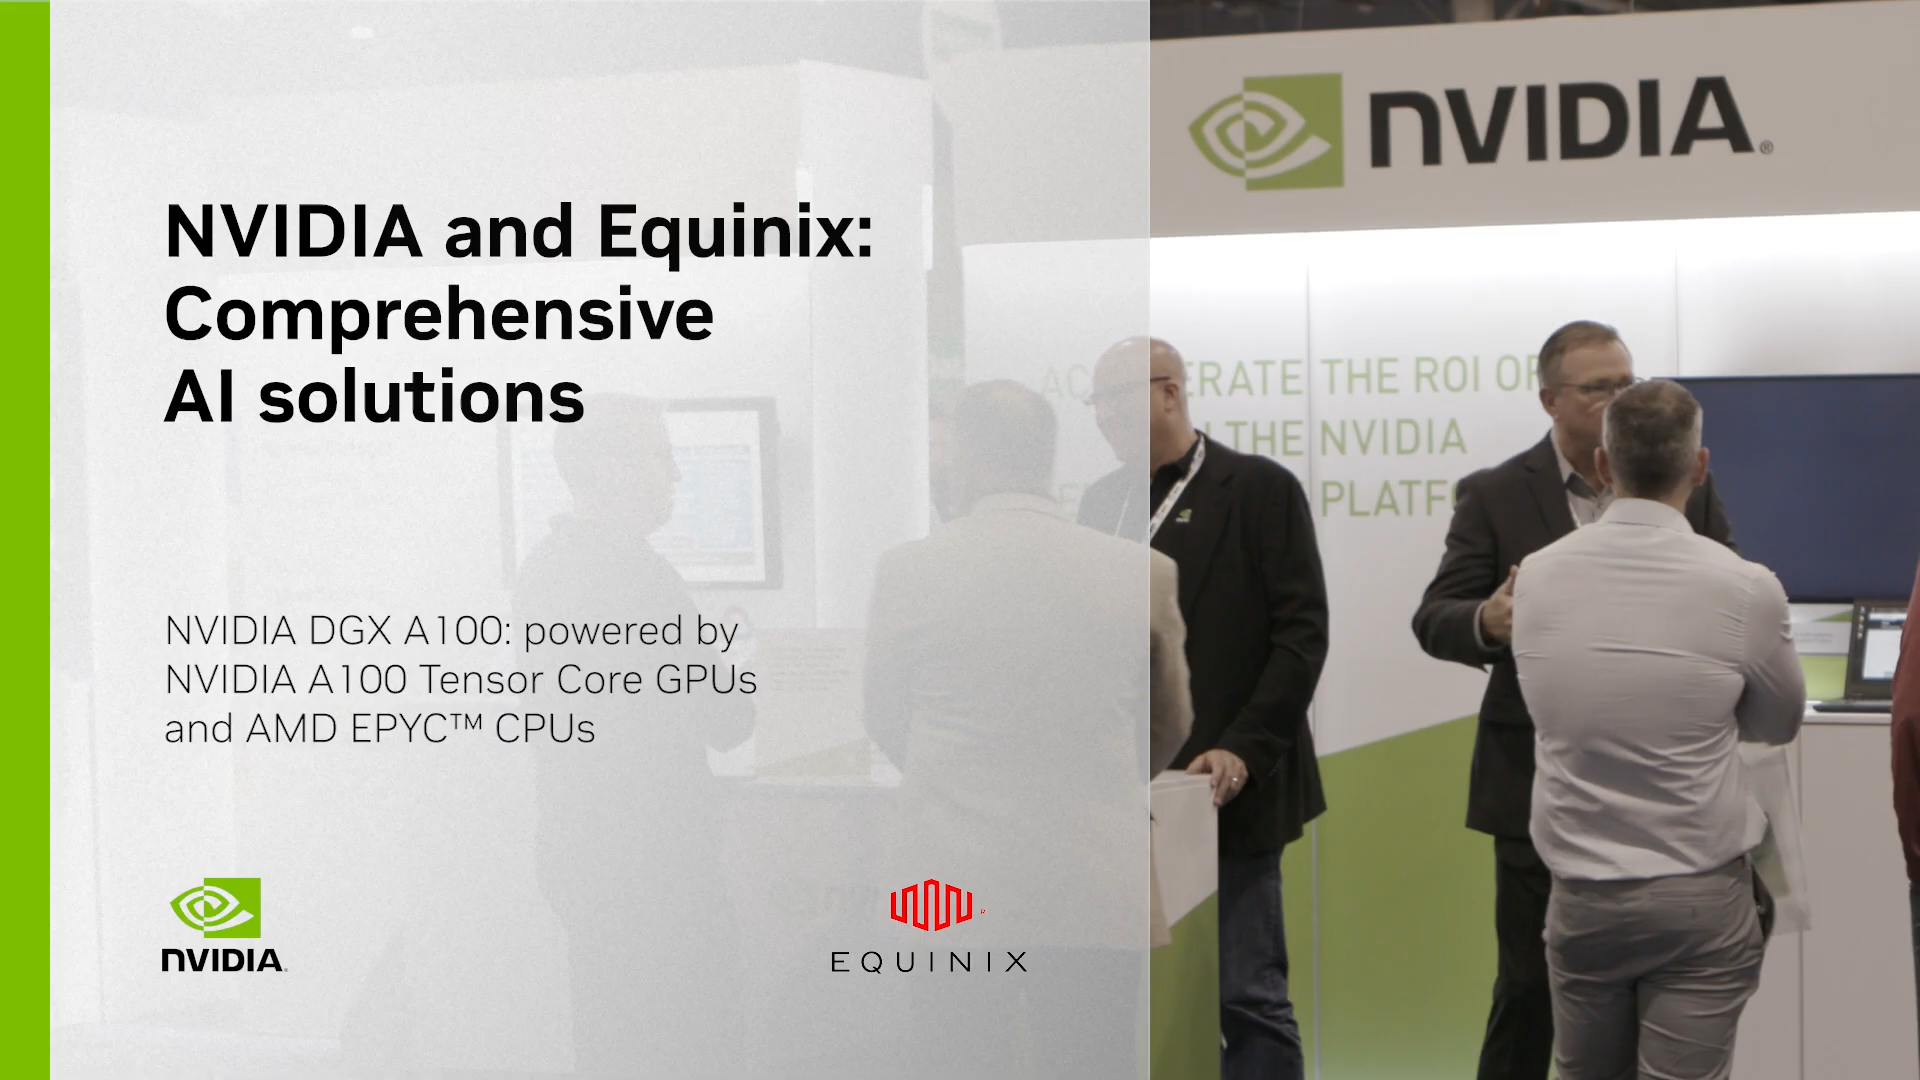 NVIDIA and Equinix:
Comprehensive
AI solutions
NVIDIA DGX A100: powered by
NVIDIA A100 Tensor Core GPUs
and AMD EPYC™ CPUs
NVIDIA.
EQUINIX
NVIDIA®
THE ROI OF
THE NVIDIA